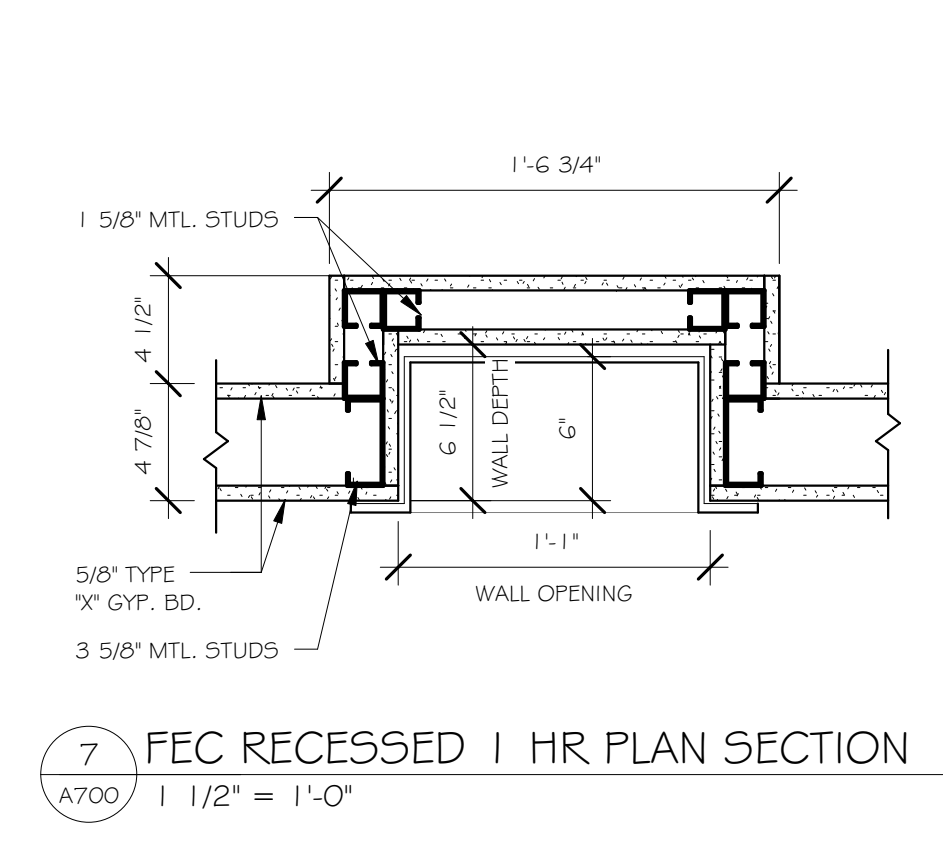 1'-6 3/4"
1 5/8" MTL. STUDS
4 1/2"
4 7/8"
6 1/2"
WALL DEPTH
6"
1'-1"
WALL OPENING
5/8" TYPE
"X" GYP. BD.
3 5/8" MTL. STUDS
7
FEC RECESSED 1 HR PLAN SECTION
A700
1 1/2" = 1'-0"